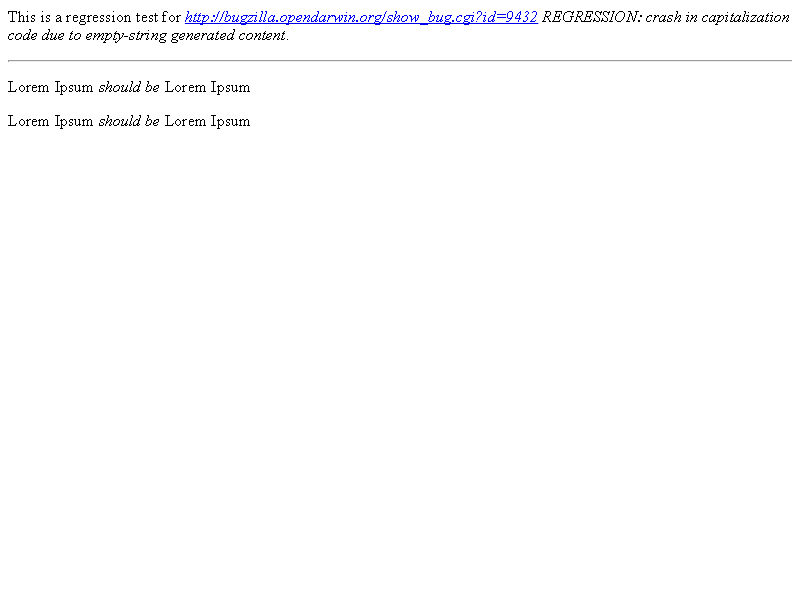 This is a regression test for http://bugzilla.opendarwin.org/show_bug.cgi?id=9432 REGRESSION: crash in capitalization
code due to empty-string generated content.
Lorem Ipsum should be Lorem Ipsum
Lorem Ipsum should be Lorem Ipsum